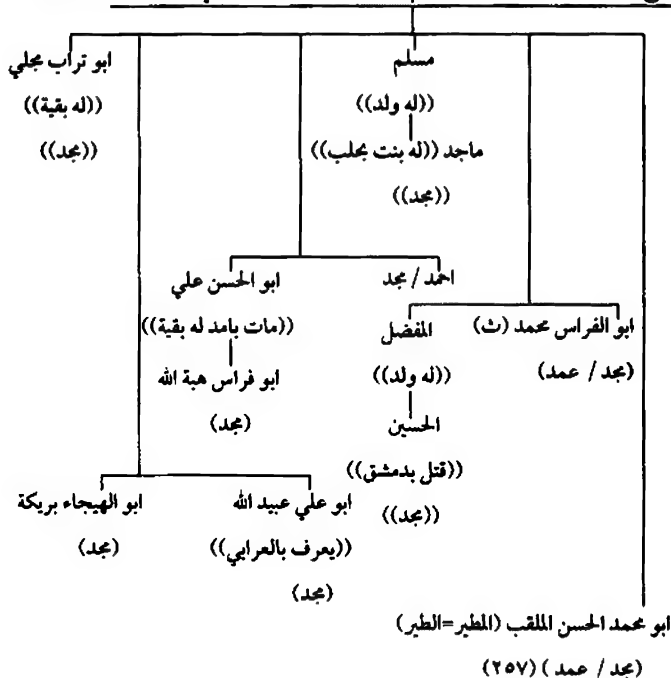 مسلم
ابو تراب مجلي
((له ولد))
((له بقية))
ماجد ((له بنت بحلب))
((مجد))
((مجد))
احمد / مجد
ابو الحسن علي
ابو الفراس محمد (ث)
المفضل
((مات بامد له بقية))
(مجد / عمد)
((له ولد))
ابو فراس هبة الله
الحسين
(مجد)
((قتل بدمشق))
ابو علي عبيد الله
ابو الهيجاء بريكة
((مجد))
((يعرف بالعرابي))
(مجد)
(مجد)
ابو محمد الحسن الملقب (المطير=الطير)
(مجد / عمد) (٢٥٧)